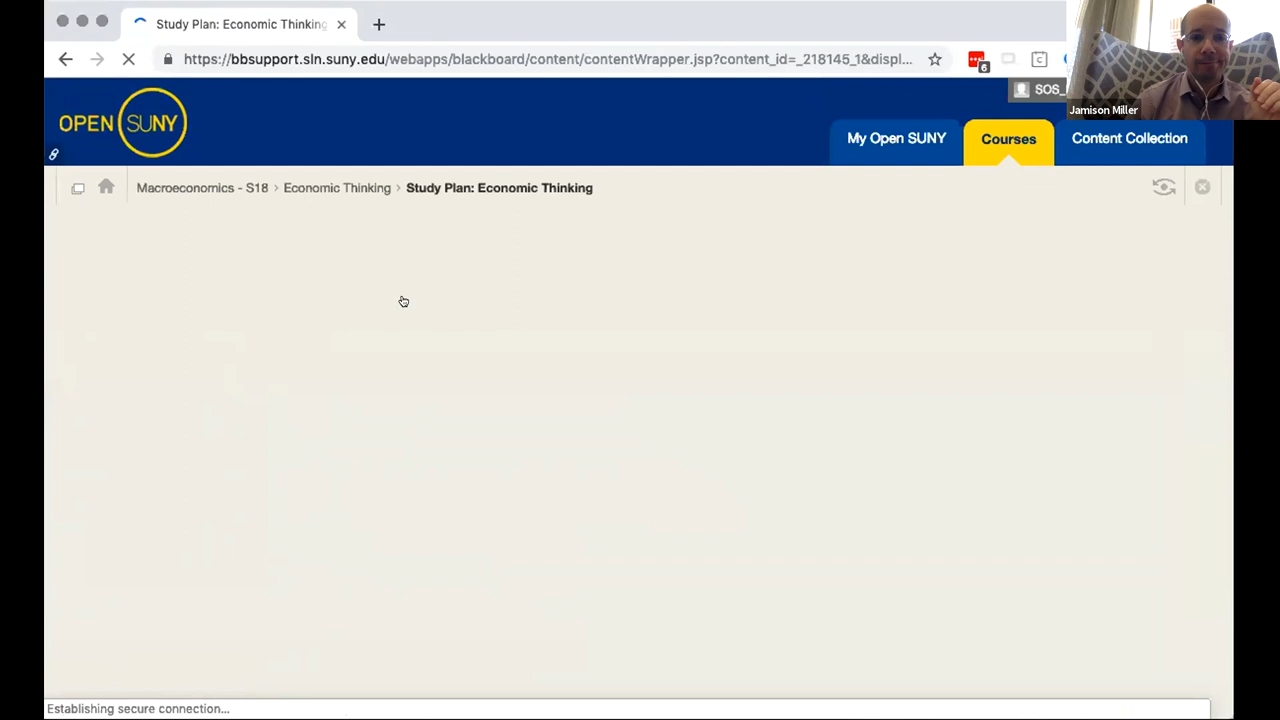 Study Plan: Economic Thinking
https://bbsupport.sln.suny.edu/webapps/blackboard/content/contentWrapper.jsp?content_id=_218145_1&displ...
6
SOS_
Jamison Miller
OPEN SUNY
My Open SUNY
Courses
Content Collection
Macroeconomics - S18 > Economic Thinking > Study Plan: Economic Thinking
Establishing secure connection...